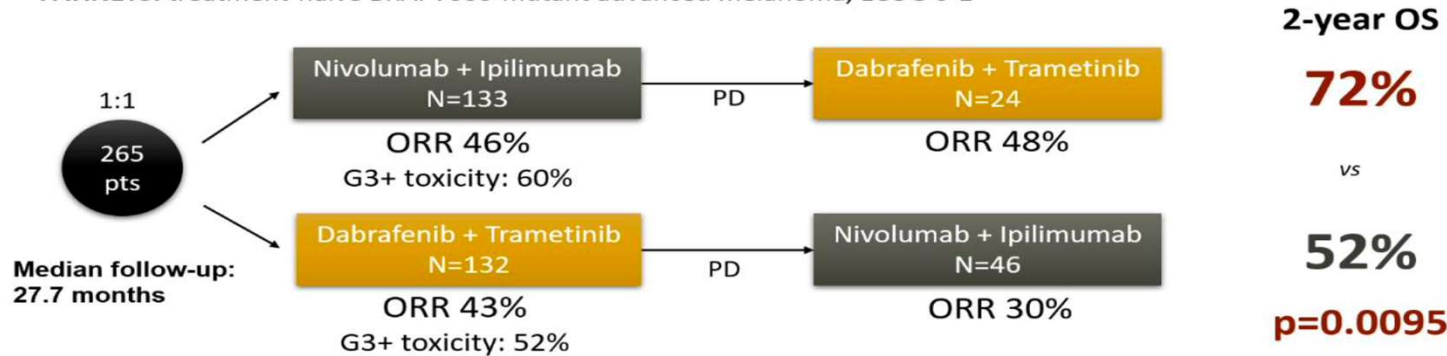 2-year OS
Nivolumab + Ipilimumab
N=133
PD
Dabrafenib + Trametinib
N=24
72%
1:1
265
pts
ORR 46%
G3+ toxicity: 60%
ORR 48%
vs
Dabrafenib + Trametinib
N=132
PD
Nivolumab + Ipilimumab
N=46
52%
Median follow-up:
27.7 months
ORR 43%
G3+ toxicity: 52%
ORR 30%
p=0.0095